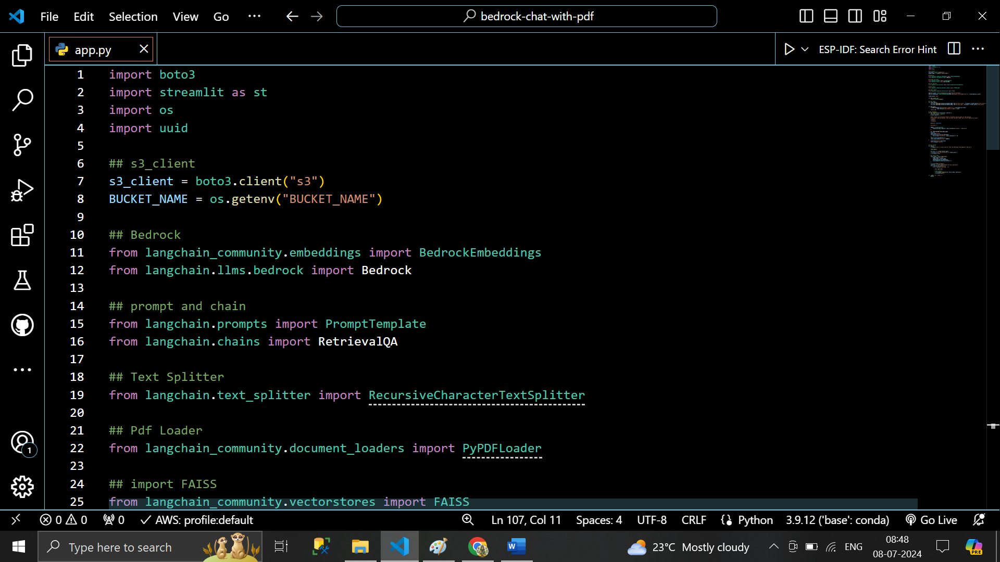 File Edit Selection View Go ··· bedrock-chat-with-pdf
app.py ESP-IDF: Search Error Hint ···
1 import boto3
2 import streamlit as st
3 import os
4 import uuid
5
6 ## s3_client
7 s3_client = boto3.client("s3")
8 BUCKET_NAME = os.getenv("BUCKET_NAME")
9
10 ## Bedrock
11 from langchain_community.embeddings import BedrockEmbeddings
12 from langchain.llms.bedrock import Bedrock
13
14 ## prompt and chain
15 from langchain.prompts import PromptTemplate
16 from langchain.chains import RetrievalQA
17
18 ## Text Splitter
19 from langchain.text_splitter import RecursiveCharacterTextSplitter
20
21 ## Pdf Loader
22 from langchain_community.document_loaders import PyPDFLoader
23
24 ## import FAISS
25 from langchain_community.vectorstores import FAISS
1
0 0 0 AWS: profile:default Ln 107, Col 11 Spaces: 4 UTF-8 CRLF Python 3.9.12 ('base': conda) Go Live
Type here to search 23°C Mostly cloudy ENG 08:48
08-07-2024
PRE